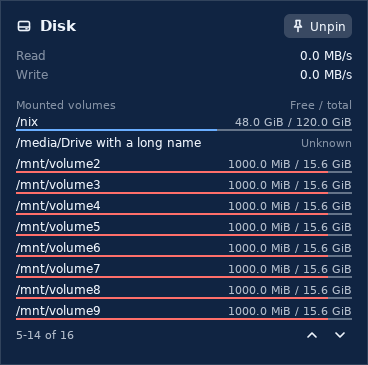 Disk Unpin
Read 0.0 MB/s
Write 0.0 MB/s
Mounted volumes Free / total
/nix 48.0 GiB / 120.0 GiB
/media/Drive with a long name Unknown
/mnt/volume2 1000.0 MiB / 15.6 GiB
/mnt/volume3 1000.0 MiB / 15.6 GiB
/mnt/volume4 1000.0 MiB / 15.6 GiB
/mnt/volume5 1000.0 MiB / 15.6 GiB
/mnt/volume6 1000.0 MiB / 15.6 GiB
/mnt/volume7 1000.0 MiB / 15.6 GiB
/mnt/volume8 1000.0 MiB / 15.6 GiB
/mnt/volume9 1000.0 MiB / 15.6 GiB
5-14 of 16